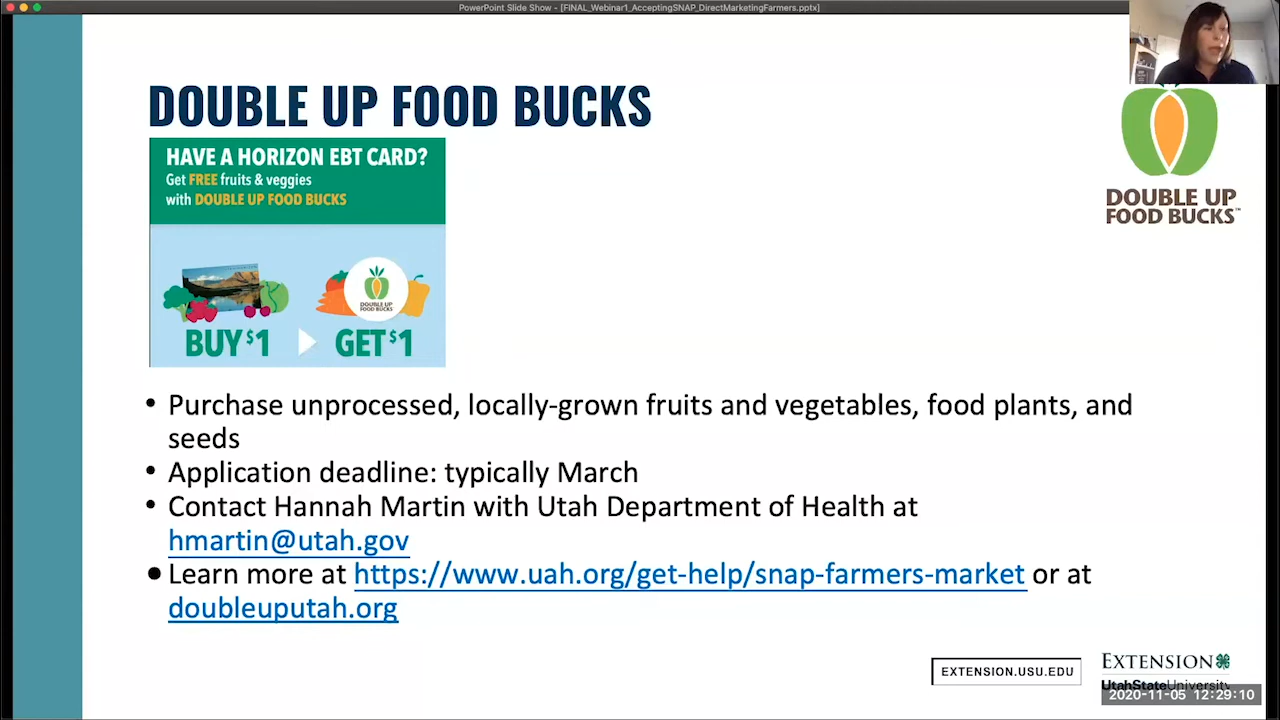 PowerPoint Slide Show - [FINAL_Webinar1_AcceptingSNAP_DirectMarketingFarmers.pptx]
DOUBLE UP FOOD BUCKS
HAVE A HORIZON EBT CARD?
Get FREE fruits & veggies
with DOUBLE UP FOOD BUCKS
DOUBLE UP
FOOD BUCKS
BUY $1
GET $1
DOUBLE UP
FOOD BUCKS™
• Purchase unprocessed, locally-grown fruits and vegetables, food plants, and
seeds
• Application deadline: typically March
• Contact Hannah Martin with Utah Department of Health at
hmartin@utah.gov
• Learn more at https://www.uah.org/get-help/snap-farmers-market or at
doubleuputah.org
EXTENSION.USU.EDU
EXTENSION
UtahStateUniversity
2020-11-05 12:29:10